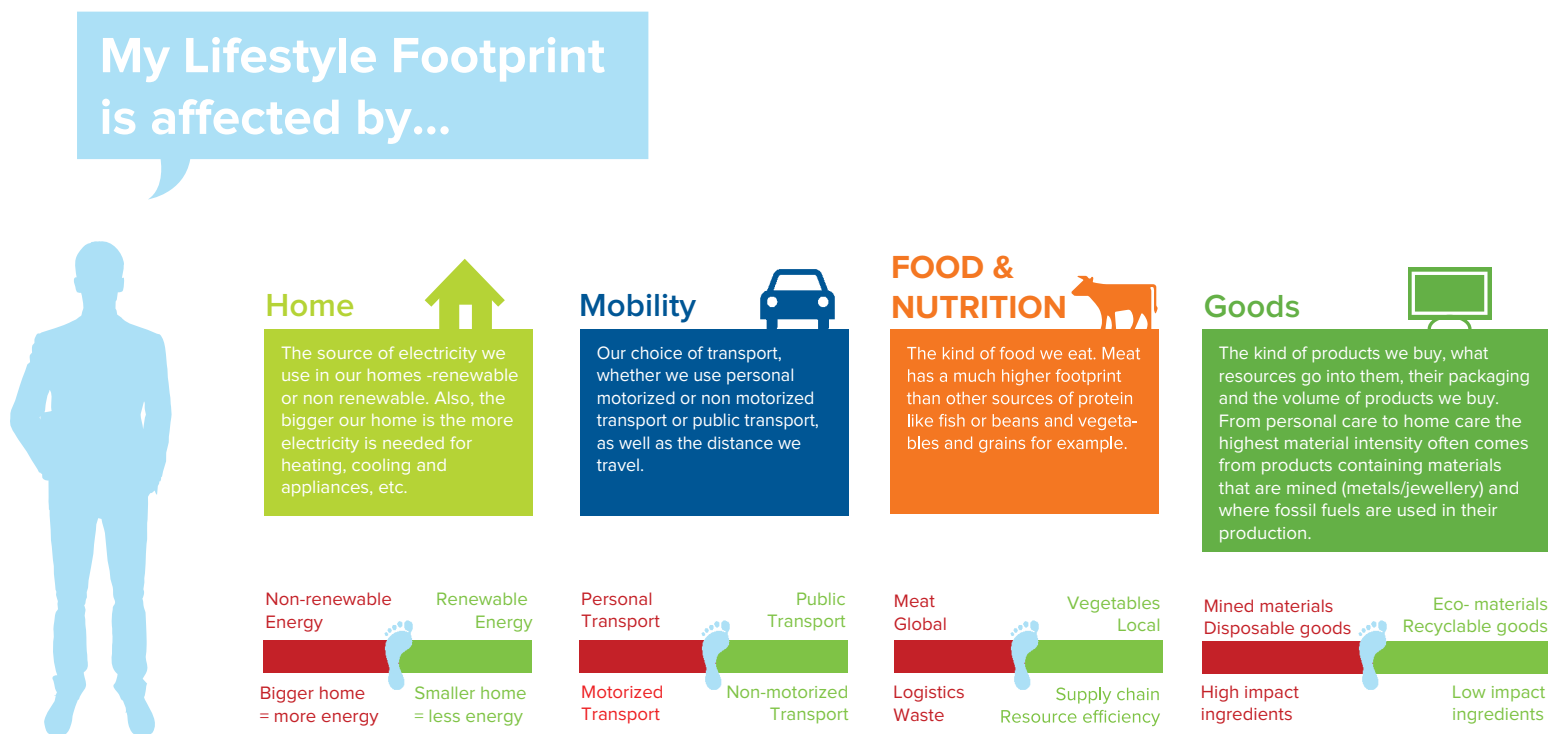 My Lifestyle Footprint
is affected by...
Home
The source of electricity we
use in our homes -renewable
or non renewable. Also, the
bigger our home is the more
electricity is needed for
heating, cooling and
appliances, etc.
Non-renewable
Energy
Renewable
Energy
Bigger home
= more energy
Smaller home
= less energy
Mobility
Our choice of transport,
whether we use personal
motorized or non motorized
transport or public transport,
as well as the distance we
travel.
Personal
Transport
Public
Transport
Motorized
Transport
Non-motorized
Transport
FOOD &
NUTRITION
The kind of food we eat. Meat
has a much higher footprint
than other sources of protein
like fish or beans and vegeta-
bles and grains for example.
Meat
Global
Vegetables
Local
Logistics
Waste
Supply chain
Resource efficiency
Goods
The kind of products we buy, what
resources go into them, their packaging
and the volume of products we buy.
From personal care to home care the
highest material intensity often comes
from products containing materials
that are mined (metals/jewellery) and
where fossil fuels are used in their
production.
Mined materials
Disposable goods
Eco- materials
Recyclable goods
High impact
ingredients
Low impact
ingredients